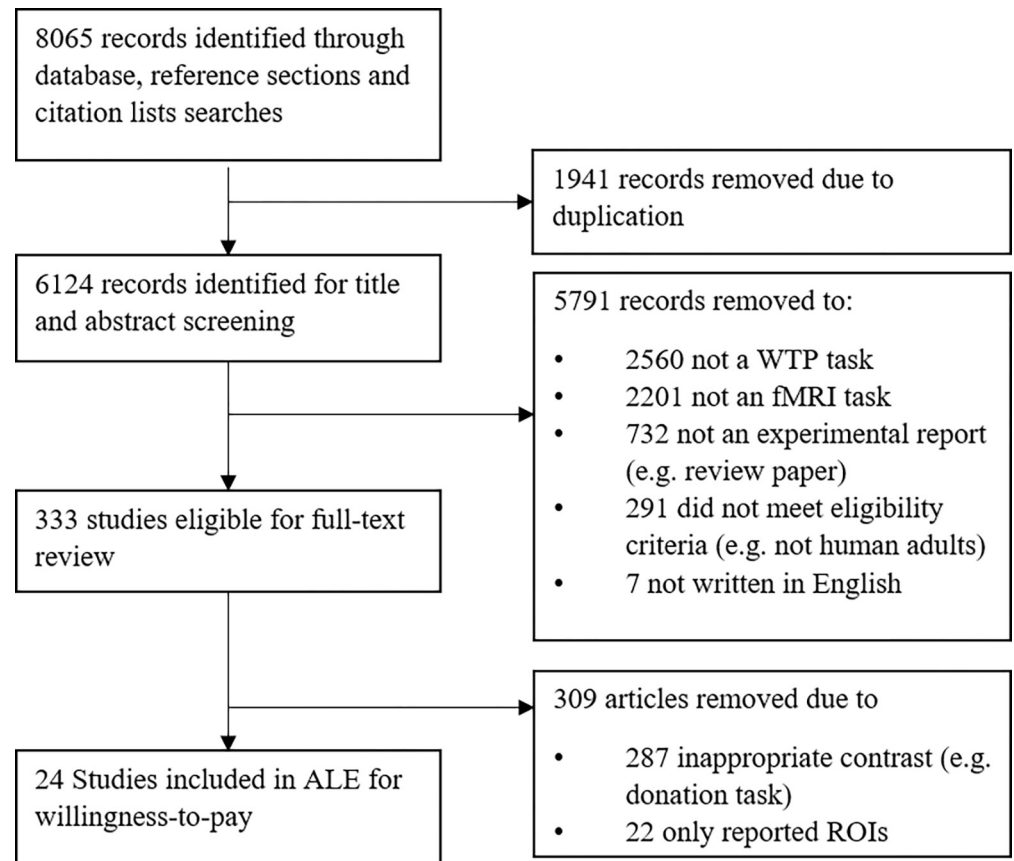 8065 records identified through
database, reference sections and
citation lists searches
1941 records removed due to
duplication
6124 records identified for title
and abstract screening
5791 records removed to:
• 2560 not a WTP task
• 2201 not an fMRI task
• 732 not an experimental report
(e.g. review paper)
• 291 did not meet eligibility
criteria (e.g. not human adults)
• 7 not written in English
333 studies eligible for full-text
review
309 articles removed due to
• 287 inappropriate contrast (e.g.
donation task)
• 22 only reported ROIs
24 Studies included in ALE for
willingness-to-pay